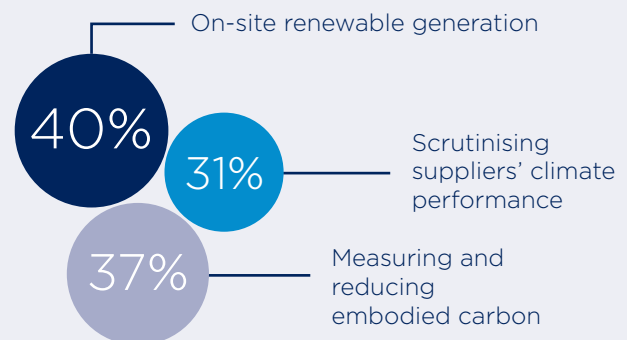 On-site renewable generation
40%
31%
Scrutinising
suppliers’ climate
performance
37%
Measuring and
reducing
embodied carbon